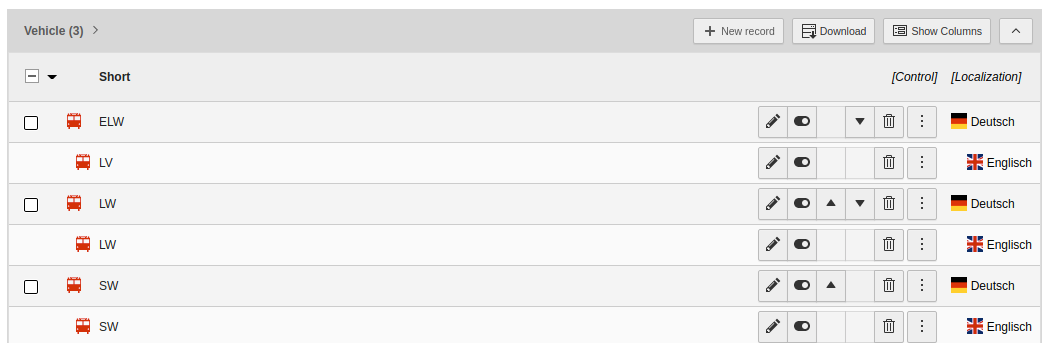 Vehicle (3)
New record
Download
Show Columns
Short
[Control]
[Localization]
ELW
Deutsch
LV
Englisch
LW
Deutsch
LW
Englisch
SW
Deutsch
SW
Englisch